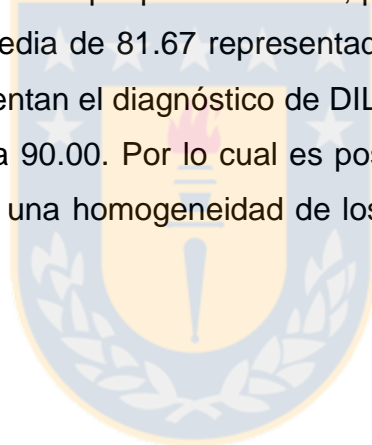 edia de 81.67 representad
entan el diagnóstico de DIL
a 90.00. Por lo cual es pos
una homogeneidad de los